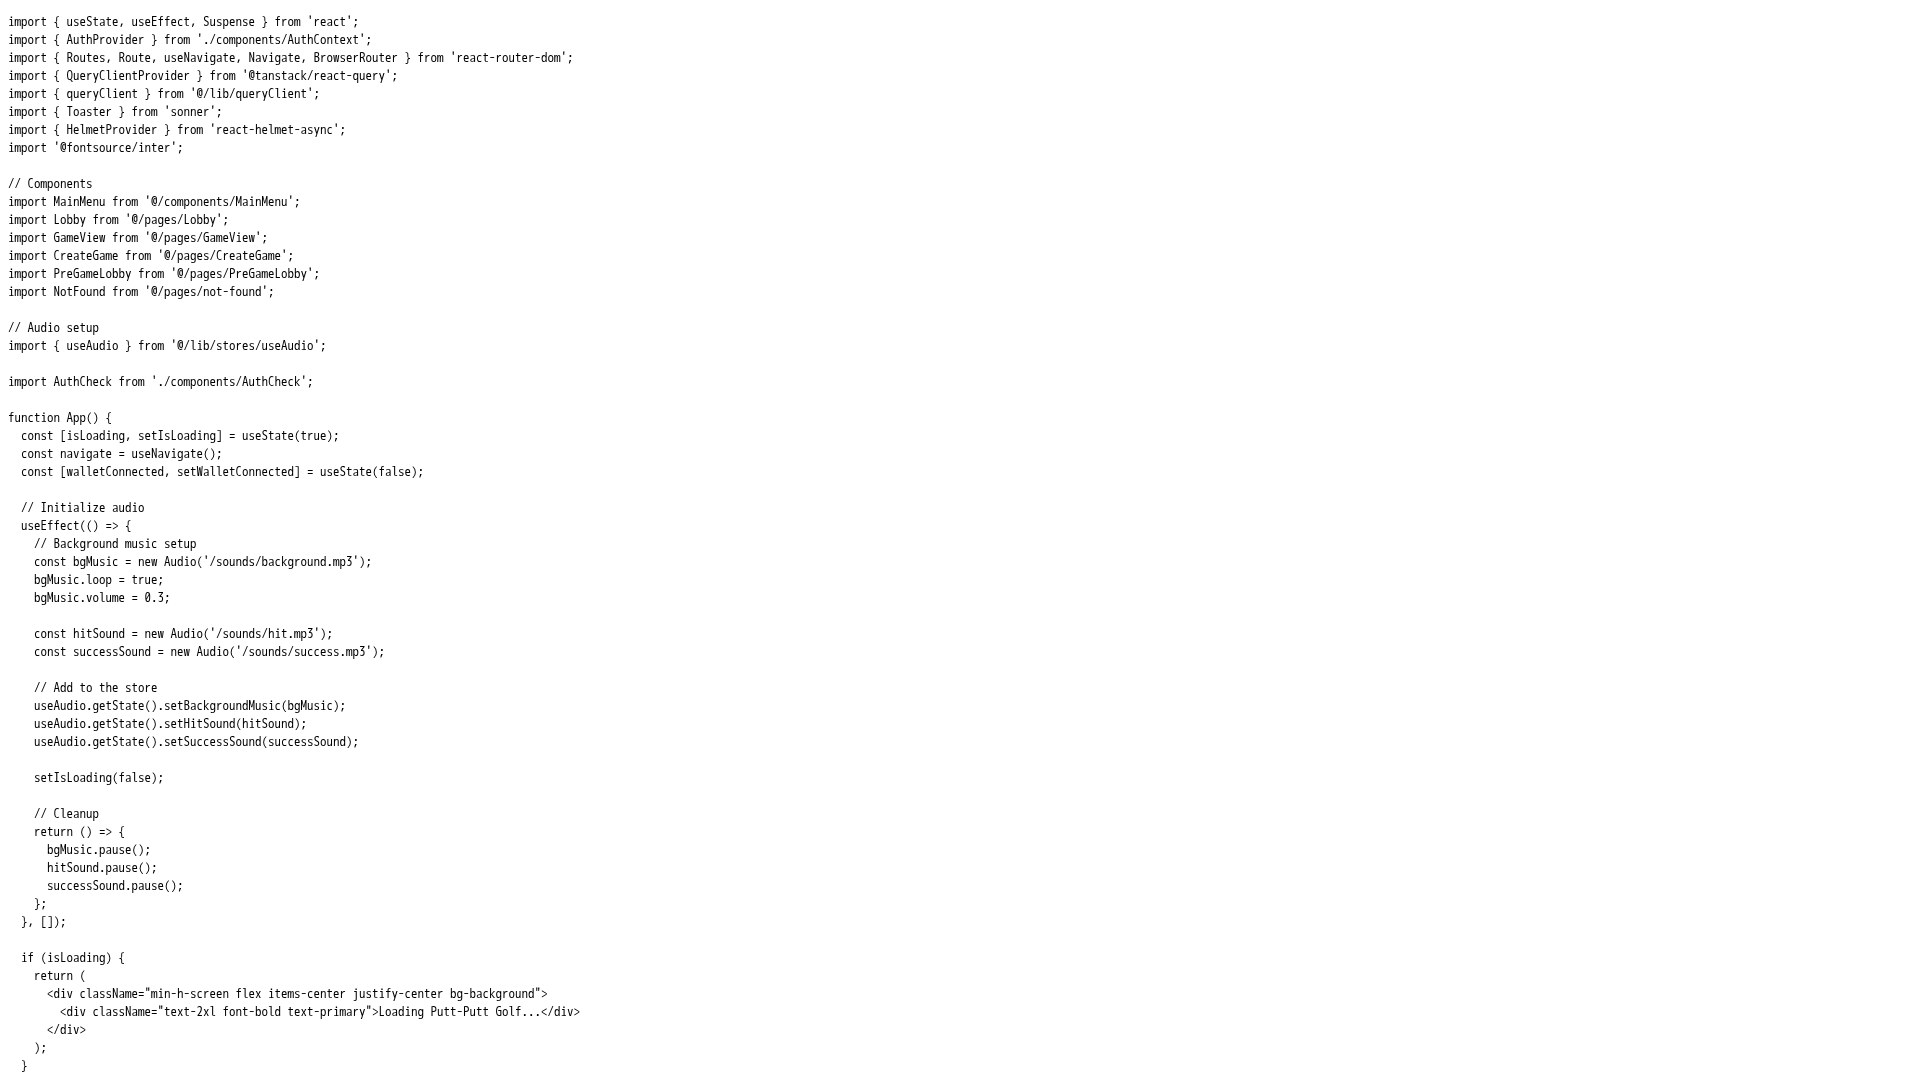 import { useState, useEffect, Suspense } from 'react';
import { AuthProvider } from './components/AuthContext';
import { Routes, Route, useNavigate, Navigate, BrowserRouter } from 'react-router-dom';
import { QueryClientProvider } from '@tanstack/react-query';
import { queryClient } from '@/lib/queryClient';
import { Toaster } from 'sonner';
import { HelmetProvider } from 'react-helmet-async';
import '@fontsource/inter';

// Components
import MainMenu from '@/components/MainMenu';
import Lobby from '@/pages/Lobby';
import GameView from '@/pages/GameView';
import CreateGame from '@/pages/CreateGame';
import PreGameLobby from '@/pages/PreGameLobby';
import NotFound from '@/pages/not-found';

// Audio setup
import { useAudio } from '@/lib/stores/useAudio';

import AuthCheck from './components/AuthCheck';

function App() {
  const [isLoading, setIsLoading] = useState(true);
  const navigate = useNavigate();
  const [walletConnected, setWalletConnected] = useState(false);

  // Initialize audio
  useEffect(() => {
    // Background music setup
    const bgMusic = new Audio('/sounds/background.mp3');
    bgMusic.loop = true;
    bgMusic.volume = 0.3;

    const hitSound = new Audio('/sounds/hit.mp3');
    const successSound = new Audio('/sounds/success.mp3');

    // Add to the store
    useAudio.getState().setBackgroundMusic(bgMusic);
    useAudio.getState().setHitSound(hitSound);
    useAudio.getState().setSuccessSound(successSound);

    setIsLoading(false);

    // Cleanup
    return () => {
      bgMusic.pause();
      hitSound.pause();
      successSound.pause();
    };
  }, []);

  if (isLoading) {
    return (
      <div className="min-h-screen flex items-center justify-center bg-background">
        <div className="text-2xl font-bold text-primary">Loading Putt-Putt Golf...</div>
      </div>
    );
  }